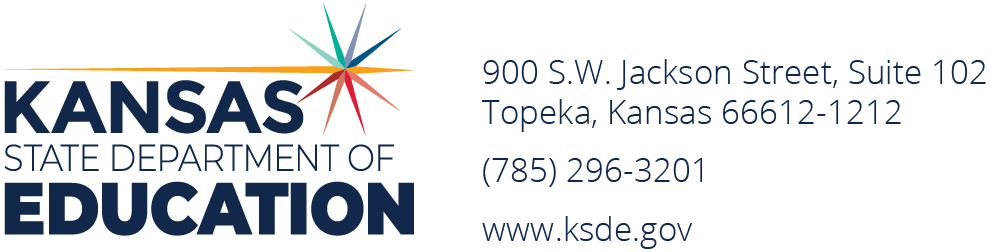 KANSAS
STATE DEPARTMENT OF
EDUCATION
900 S.W. Jackson Street, Suite 102
Topeka, Kansas 66612-1212
(785) 296-3201
www.ksde.gov